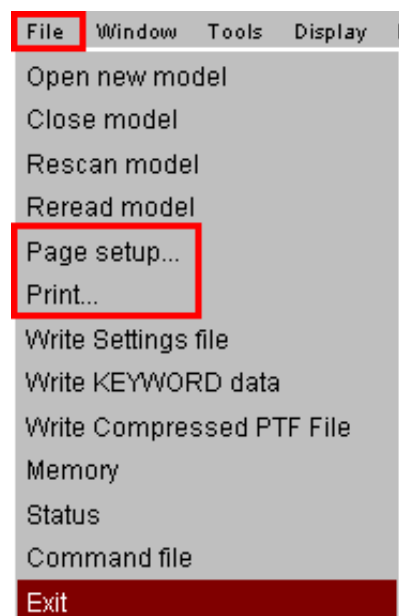 File Window Tools Display
Open new model
Close model
Rescan model
Reread model
Page setup...
Print...
Write Settings file
Write KEYWORD data
Write Compressed PTF File
Memory
Status
Command file
Exit